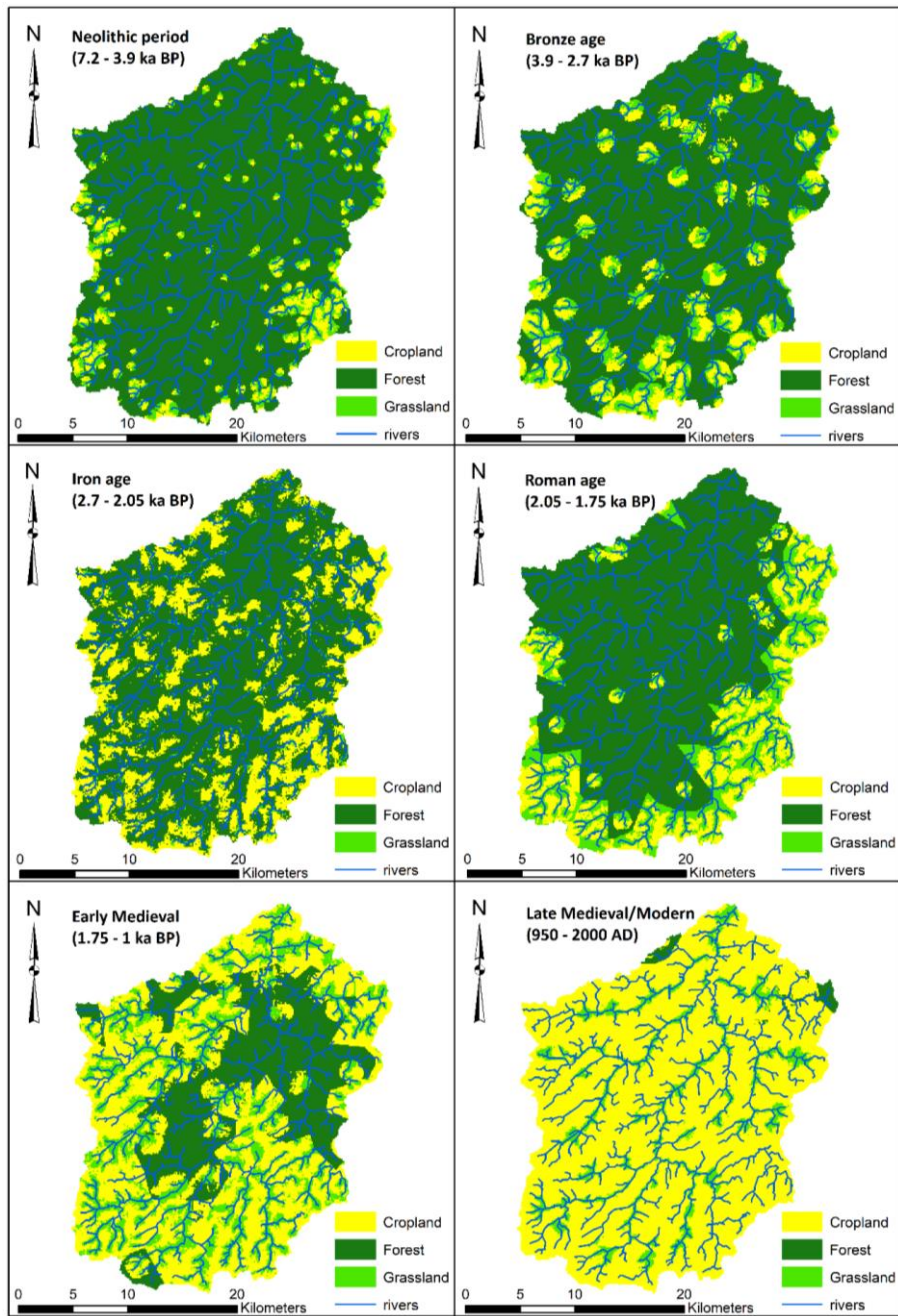 N
Neolithic period
(7.2 - 3.9 ka BP)
Cropland
Forest
Grassland
rivers
0 5 10 20
Kilometers
N
Bronze age
(3.9 - 2.7 ka BP)
Cropland
Forest
Grassland
rivers
0 5 10 20
Kilometers
N
Iron age
(2.7 - 2.05 ka BP)
Cropland
Forest
Grassland
rivers
0 5 10 20
Kilometers
N
Roman age
(2.05 - 1.75 ka BP)
Cropland
Forest
Grassland
rivers
0 5 10 20
Kilometers
N
Early Medieval
(1.75 - 1 ka BP)
Cropland
Forest
Grassland
rivers
0 5 10 20
Kilometers
N
Late Medieval/Modern
(950 - 2000 AD)
Cropland
Forest
Grassland
rivers
0 5 10 20
Kilometers